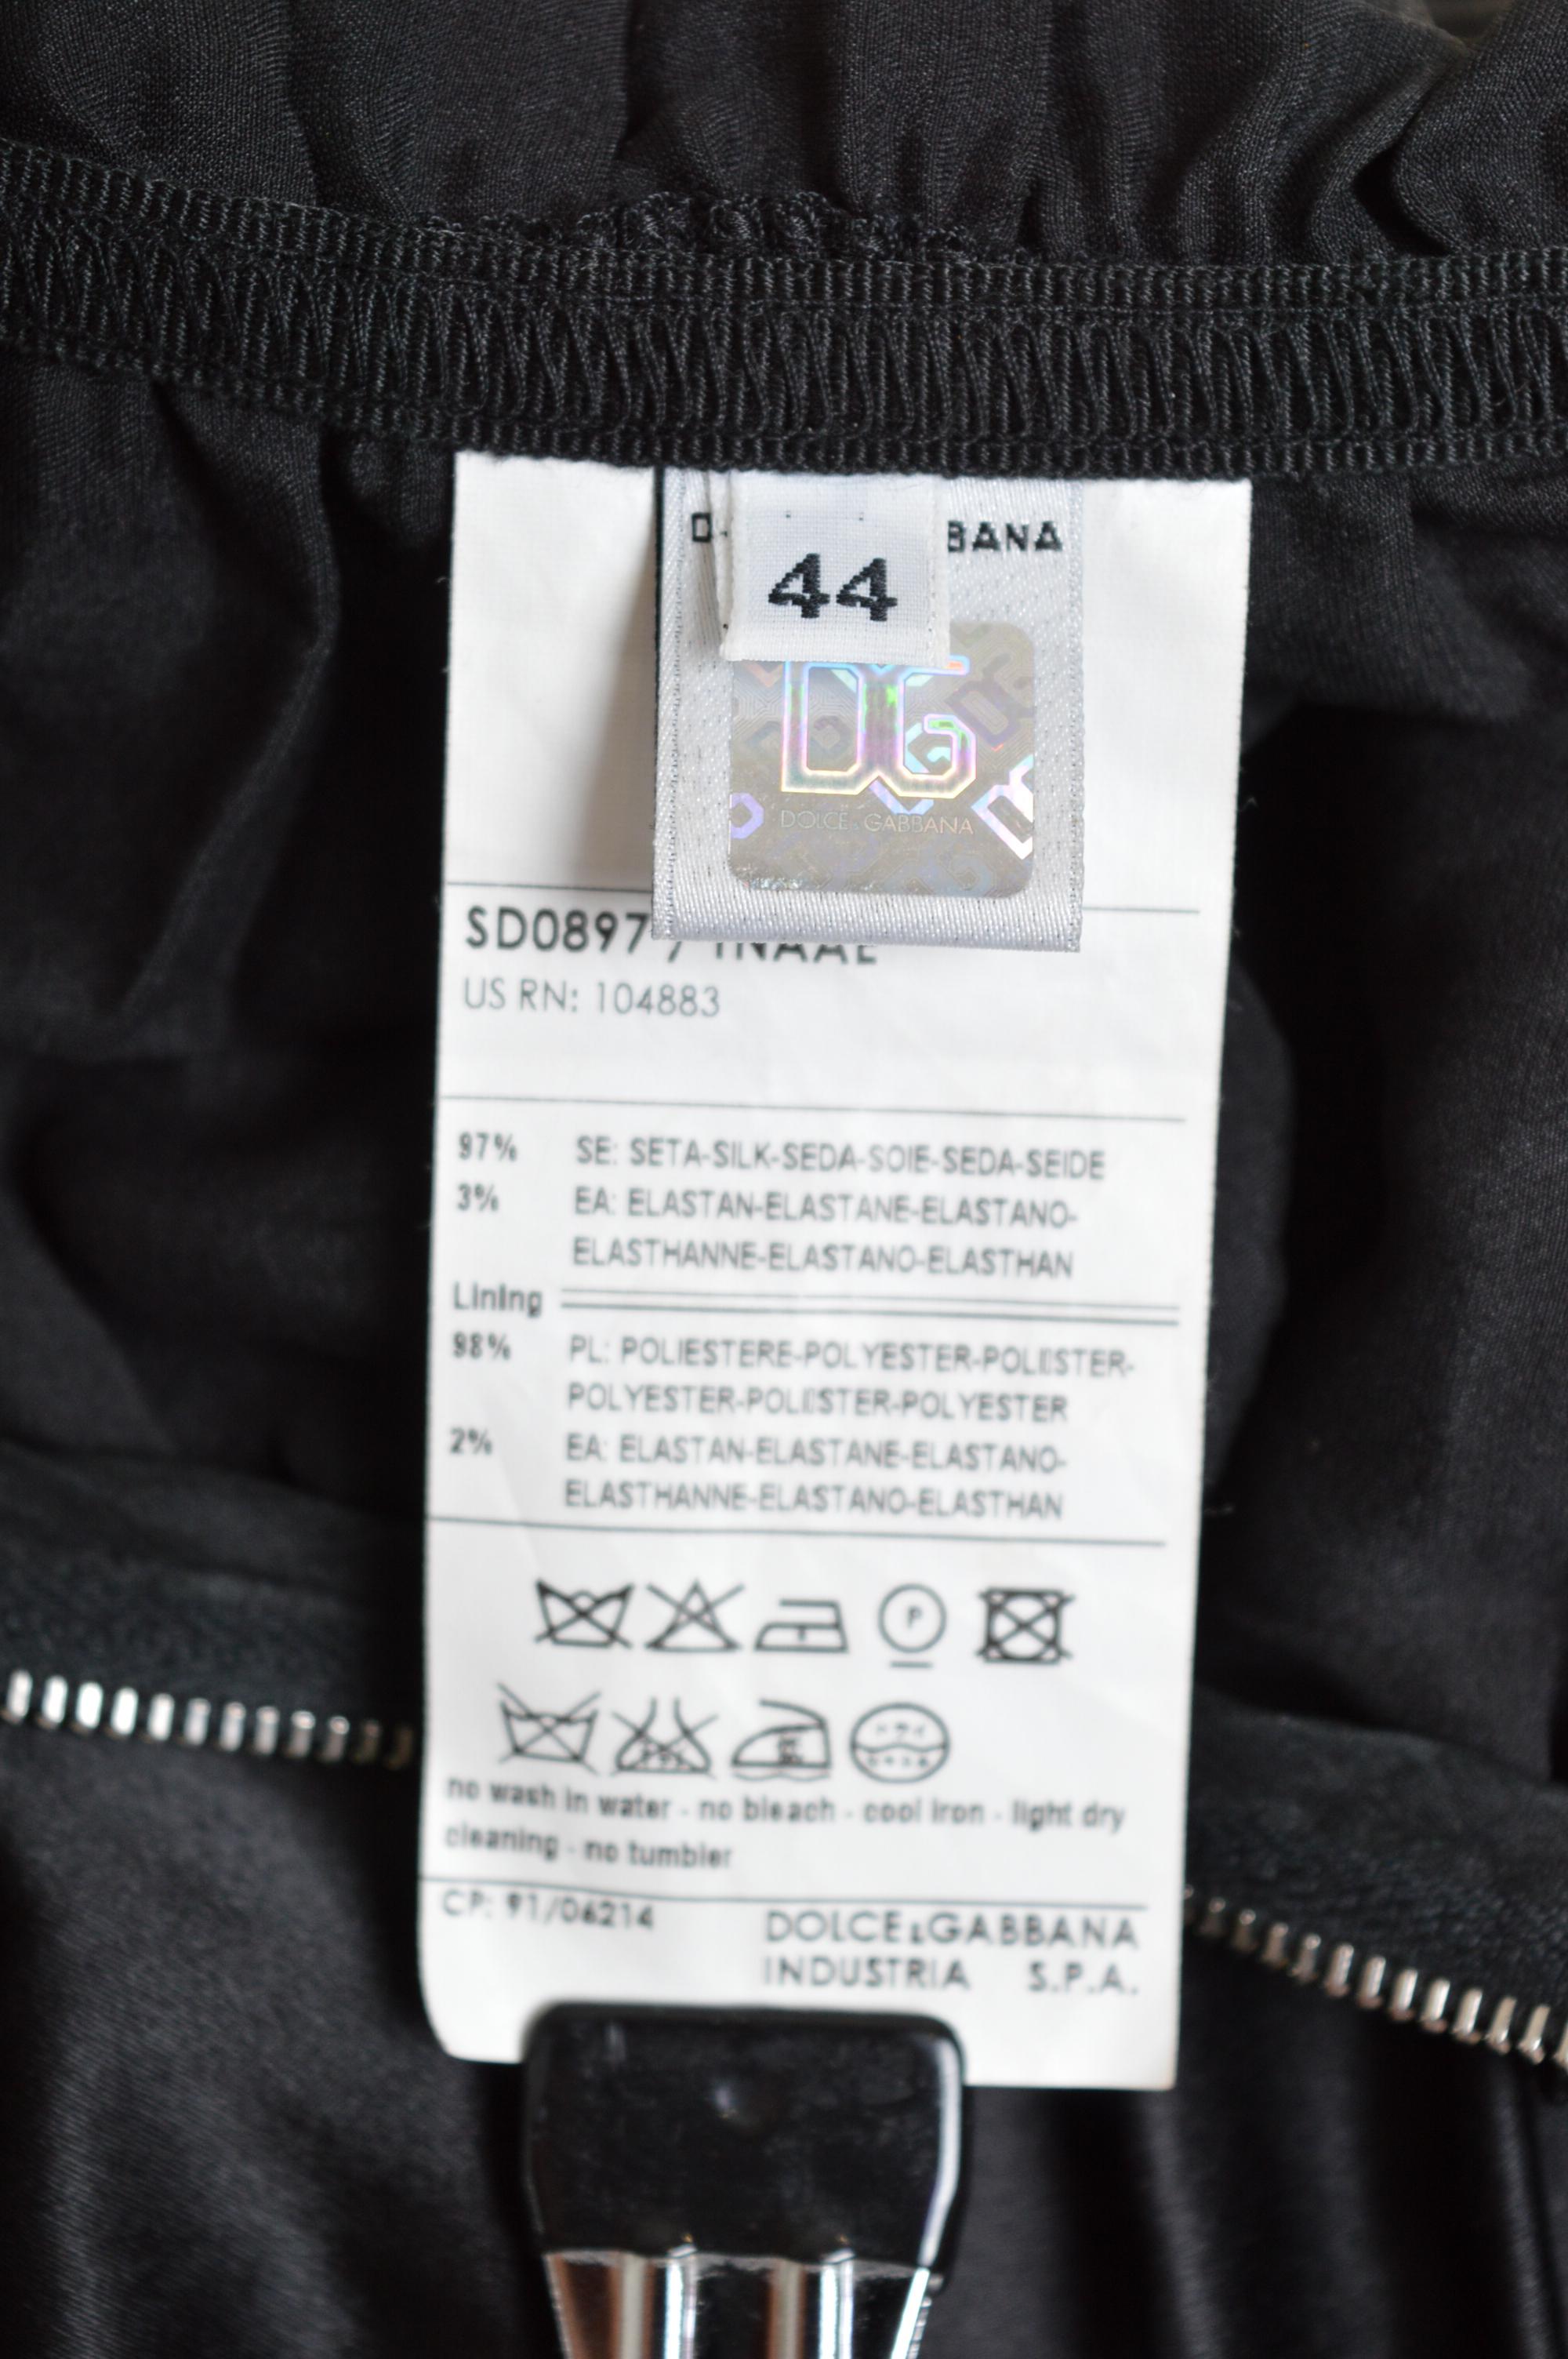 BANA
44
DG
DOLCE & GABBANA
SD0897 /
US RN: 104883
97% SE: SETA-SILK-SEDA-SOIE-SEDA-SEIDE
3% EA: ELASTAN-ELASTANE-ELASTANO-
ELASTHANNE-ELASTANO-ELASTHAN
Lining
98% PL: POLIESTERE-POLYESTER-POLIESTER-
POLYESTER-POLIESTER-POLYESTER
2% EA: ELASTAN-ELASTANE-ELASTANO-
ELASTHANNE-ELASTANO-ELASTHAN
P
no wash in water - no bleach - cool iron - light dry
cleaning - no tumbler
CP: 91/06214
DOLCE&GABBANA
INDUSTRIA S.P.A.